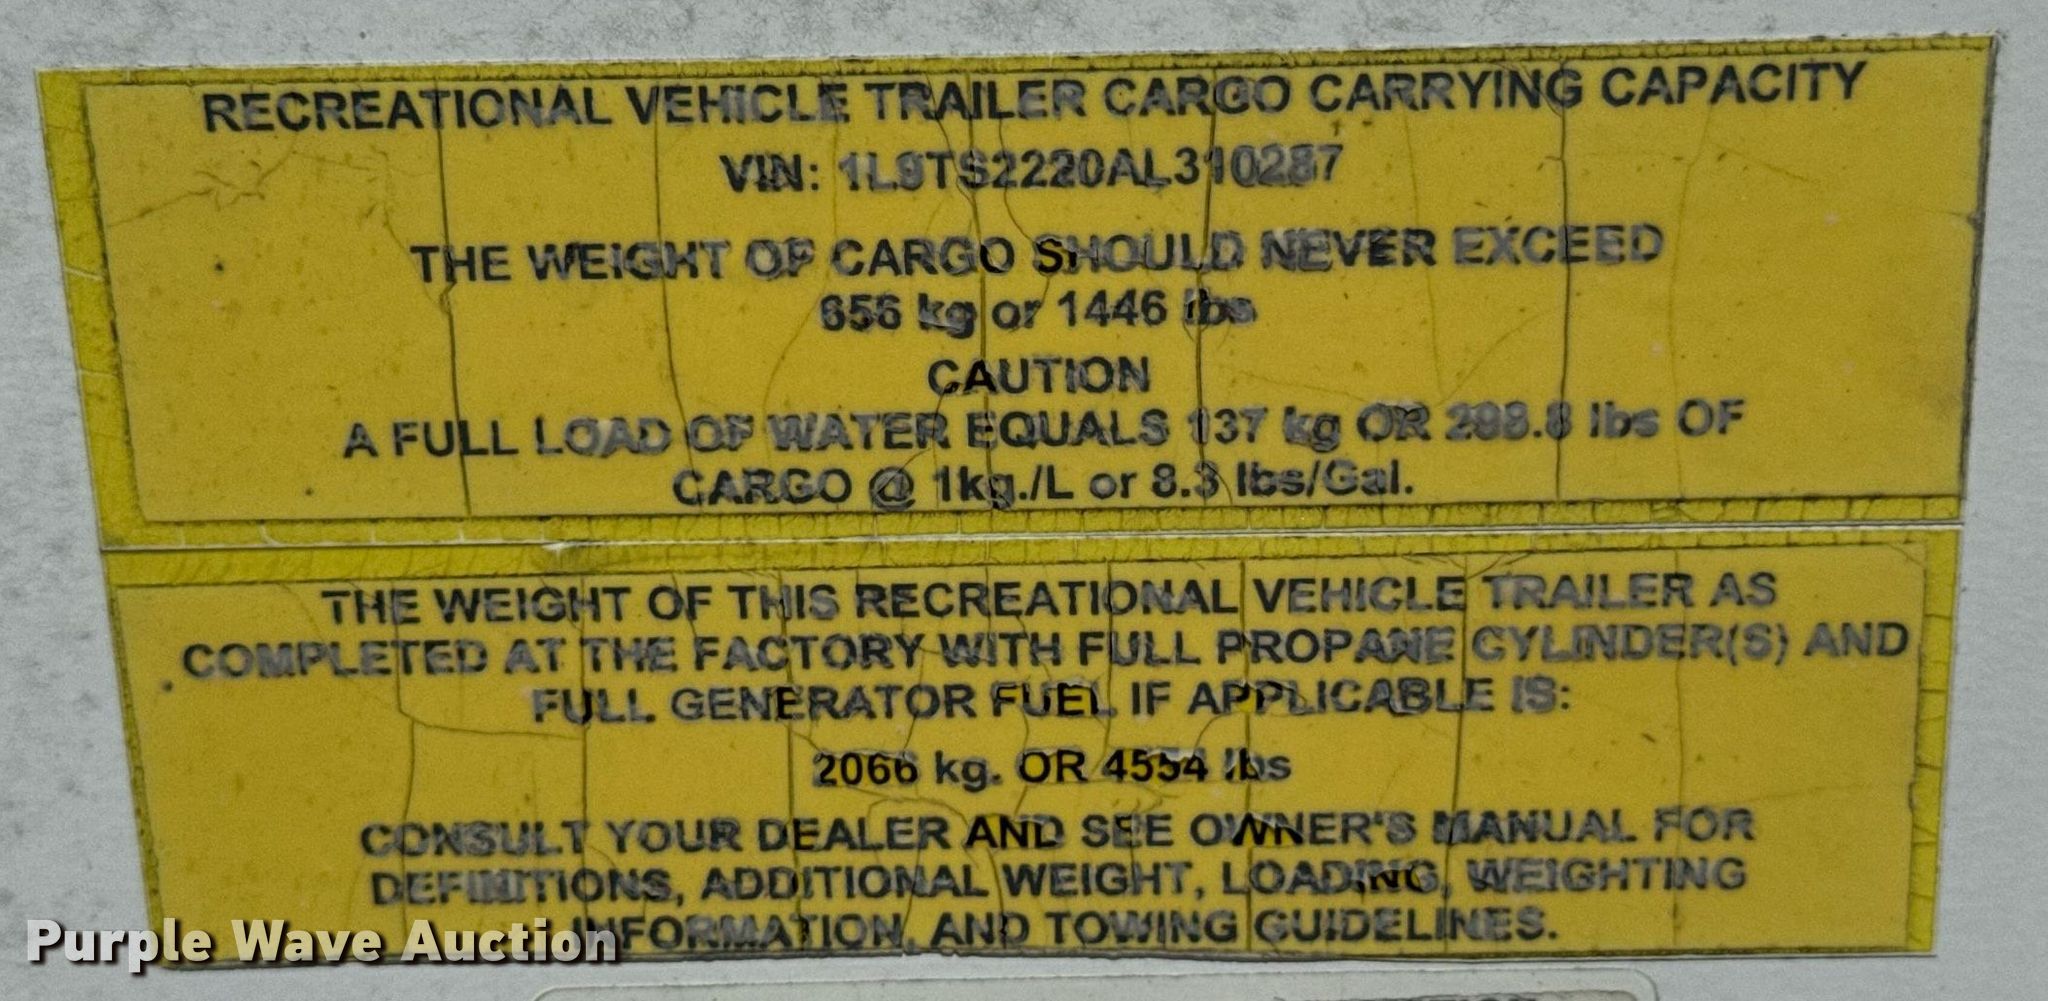 RECREATIONAL VEHICLE TRAILER CARGO CARRYING CAPACITY
VIN: 1L9TS2220AL310287
THE WEIGHT OF CARGO SHOULD NEVER EXCEED
656 kg or 1446 lbs
CAUTION
A FULL LOAD OF WATER EQUALS 137 kg OR 298.8 lbs OF
CARGO @ 1kg./L or 8.3 lbs/Gal.
THE WEIGHT OF THIS RECREATIONAL VEHICLE TRAILER AS
COMPLETED AT THE FACTORY WITH FULL PROPANE CYLINDER(S) AND
FULL GENERATOR FUEL IF APPLICABLE IS:
2066 kg. OR 4554 lbs
CONSULT YOUR DEALER AND SEE OWNER'S MANUAL FOR
DEFINITIONS, ADDITIONAL WEIGHT, LOADING, WEIGHTING
INFORMATION, AND TOWING GUIDELINES.
Purple Wave Auction